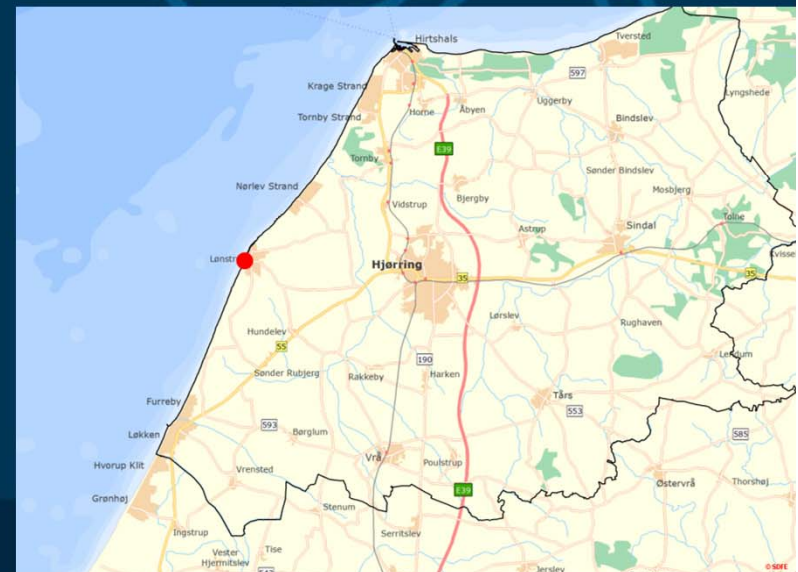 Hirtshals
Tversted
597
Krage Strand
Lyngshede
Horne
Åbyen
Uggerby
Tornby Strand
Bindslev
E39
Tornby
Sønder Bindslev
Nørlev Strand
Bjergby
Mosbjerg
Vidstrup
Tolne
Astrup
Sindal
Lønstr
Kvissel
Hjørring
35
35
Lørslev
Hundelev
Rughaven
55
190
Lendum
Sønder Rubjerg
Rakkeby
Harken
Tårs
Furreby
553
593
Løkken
Børglum
585
Hvorup Klit
Vrå
Poulstrup
Vrensted
Østervrå
Thorshøj
E39
Grønhøj
Stenum
Ingstrup
Serritslev
Vester
Hjermitslev
Tise
Jerslev
© SDFE